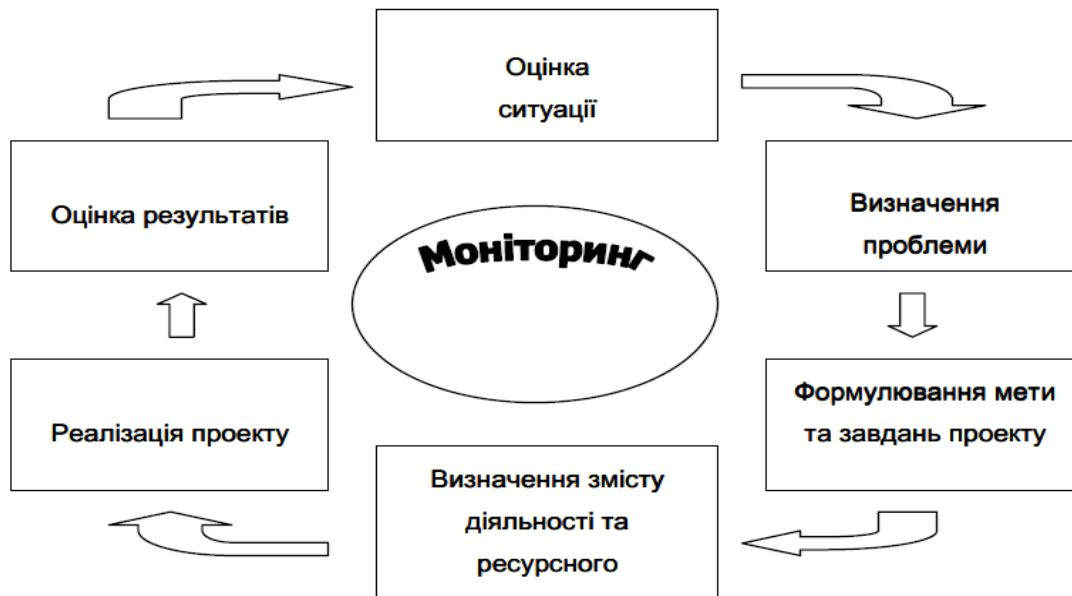 Оцінка
ситуації
Оцінка результатів
Визначення
проблеми
Моніторинг
Реалізація проекту
Формулювання мети
та завдань проекту
Визначення змісту
діяльності та
ресурсного